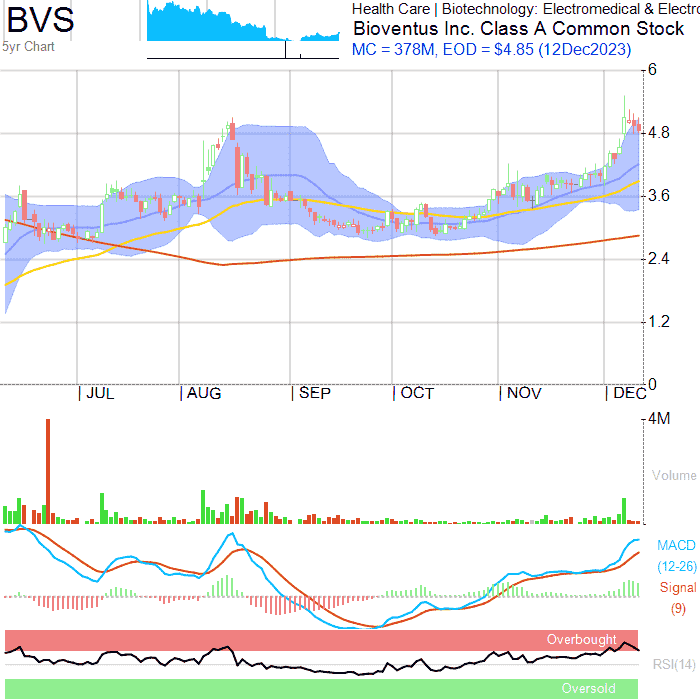 BVS
5yr Chart
Health Care | Biotechnology: Electromedical & Electro
Bioventus Inc. Class A Common Stock
MC = 378M, EOD = $4.85 (12Dec2023)
6
4.8
3.6
2.4
1.2
0
| JUL | AUG | SEP | OCT | NOV | DEC
4M
Volume
MACD
(12-26)
Signal
(9)
Overbought
RSI(14)
Oversold